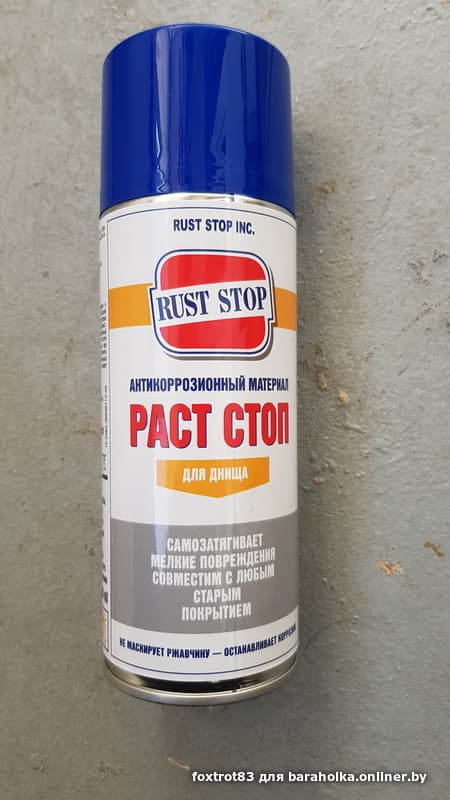 RUST STOP INC.
RUST STOP
АНТИКОРРОЗИОННЫЙ МАТЕРИАЛ
РАСТ СТОП
ДЛЯ ДНИЩА
САМОЗАТЯГИВАЕТ
МЕЛКИЕ ПОВРЕЖДЕНИЯ
СОВМЕСТИМ С ЛЮБЫМ
СТАРЫМ
ПОКРЫТИЕМ
НЕ МАСКИРУЕТ РЖАВЧИНУ — ОСТАНАВЛИВАЕТ
foxtrot83 для baraholka.onliner.by